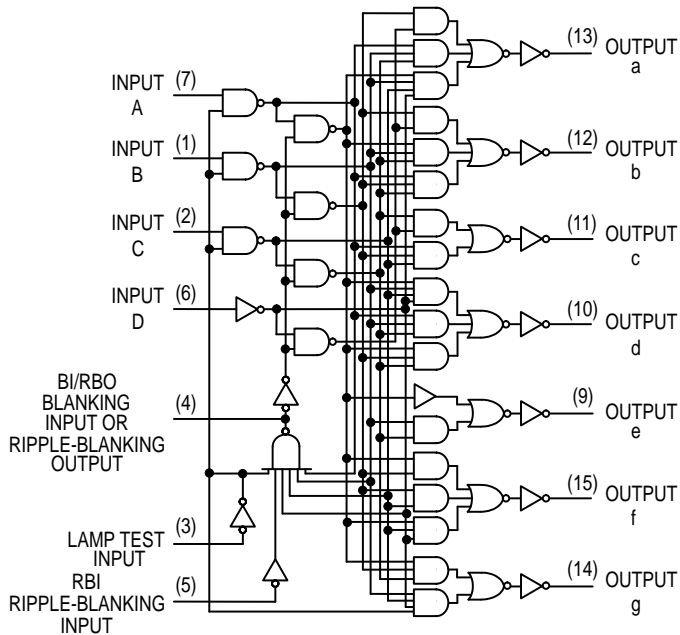 (13) OUTPUT
a
INPUT (7)
A
INPUT (1)
B
(12) OUTPUT
b
INPUT (2)
C
(11) OUTPUT
c
INPUT (6)
D
(10) OUTPUT
d
BI/RBO
BLANKING (4)
INPUT OR
RIPPLE-BLANKING
OUTPUT
(9) OUTPUT
e
(15) OUTPUT
f
LAMP TEST (3)
INPUT
RBI (5)
RIPPLE-BLANKING
INPUT
(14) OUTPUT
g